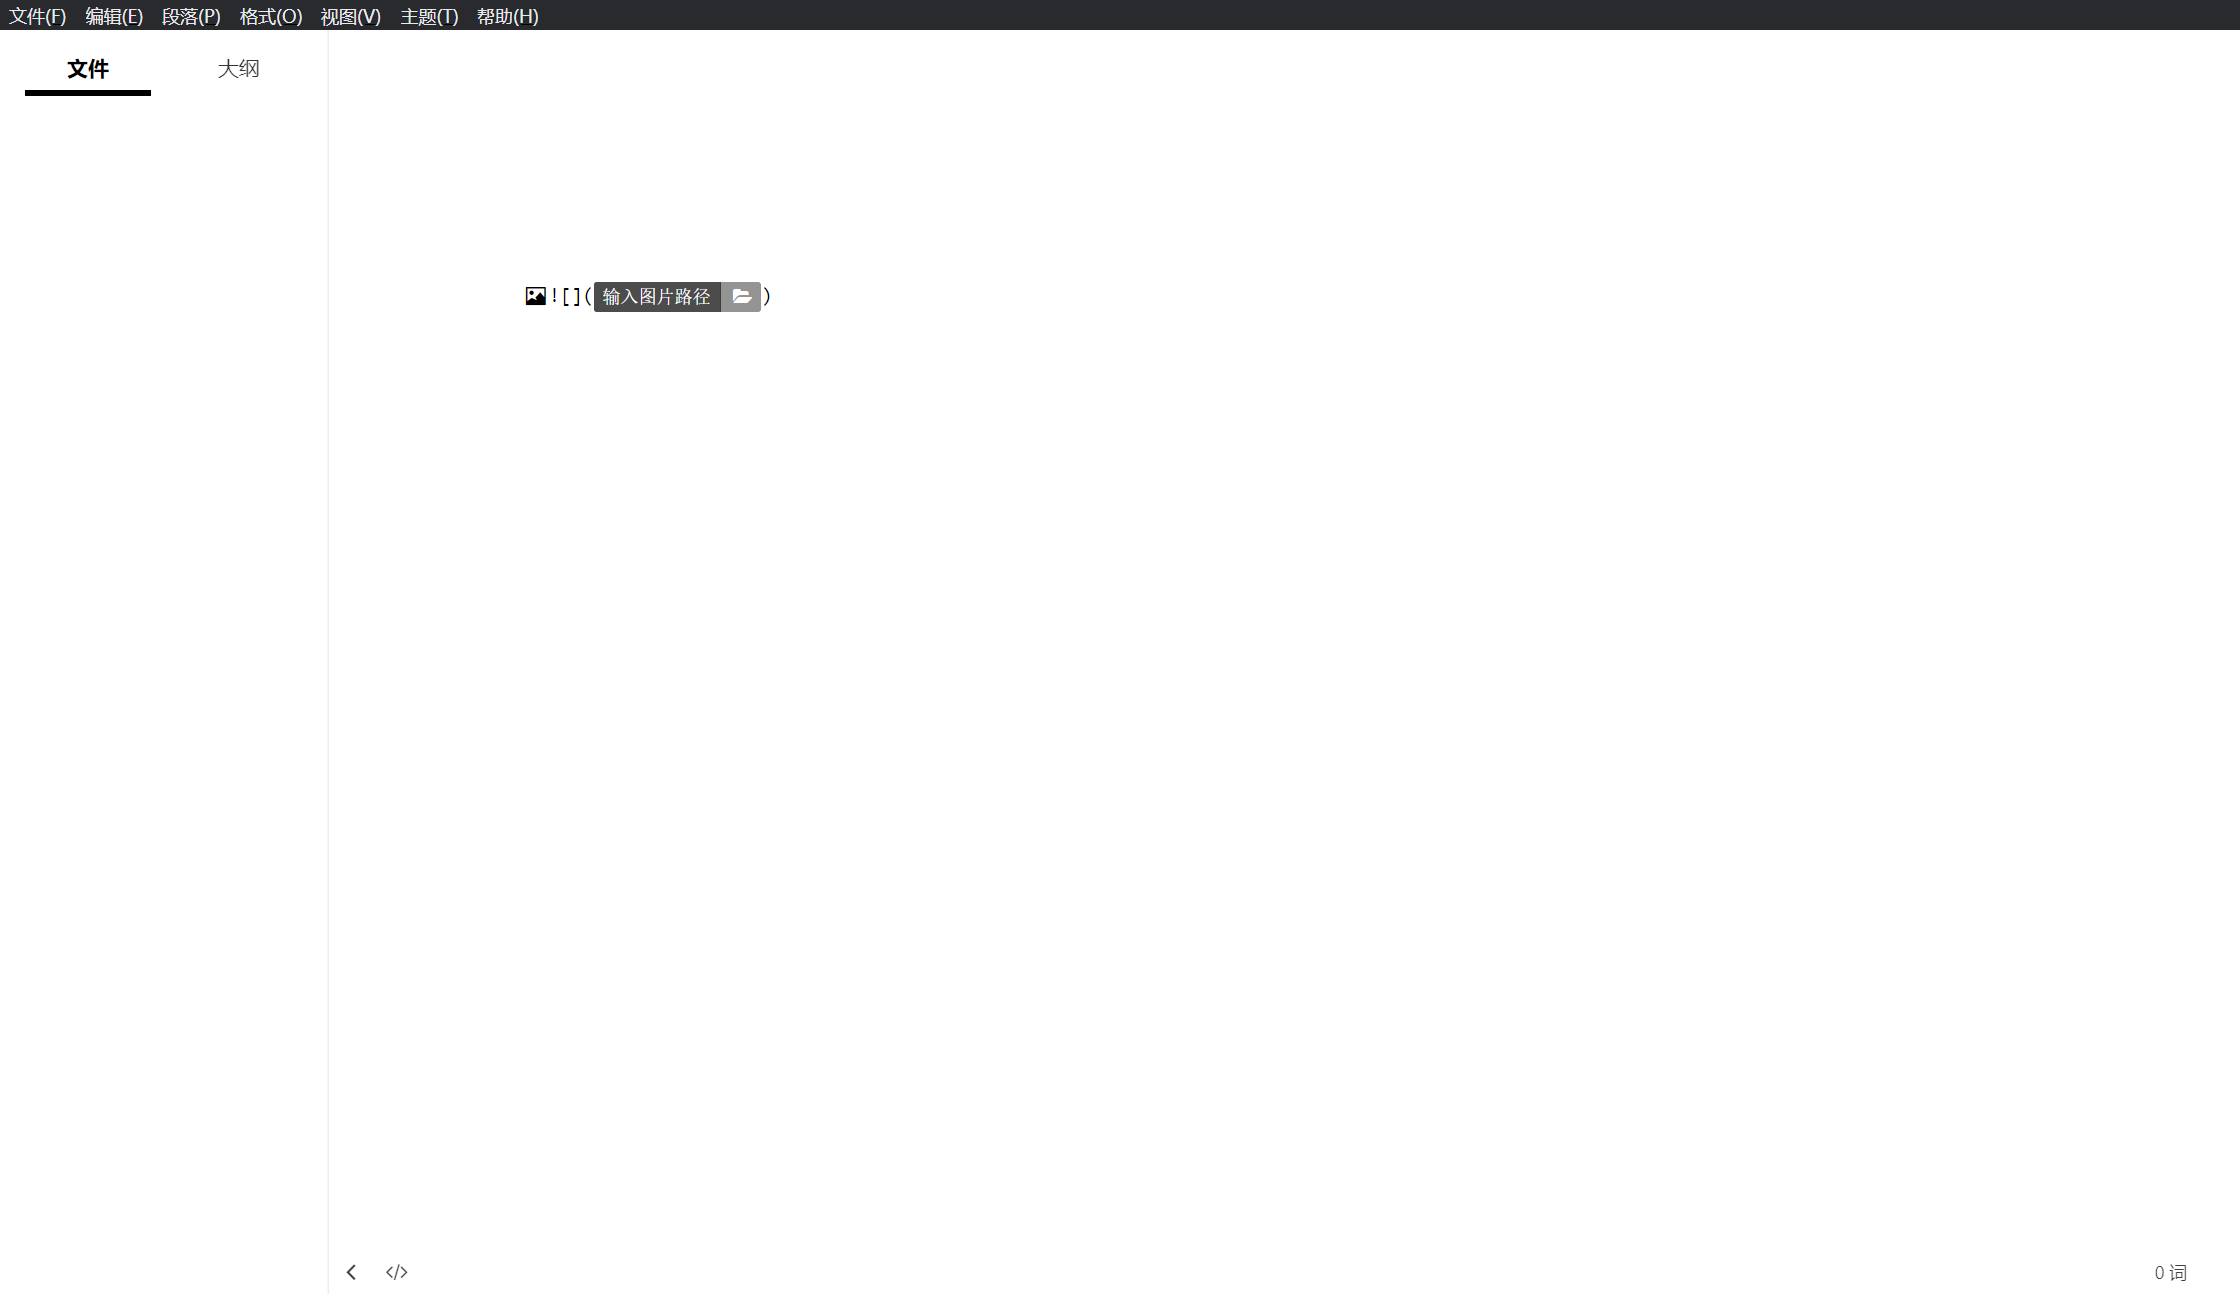 文件(F) 编辑(E) 段落(P) 格式(O) 视图(V) 主题(T) 帮助(H)
文件 大纲
![](输入图片路径)
</>
0 词